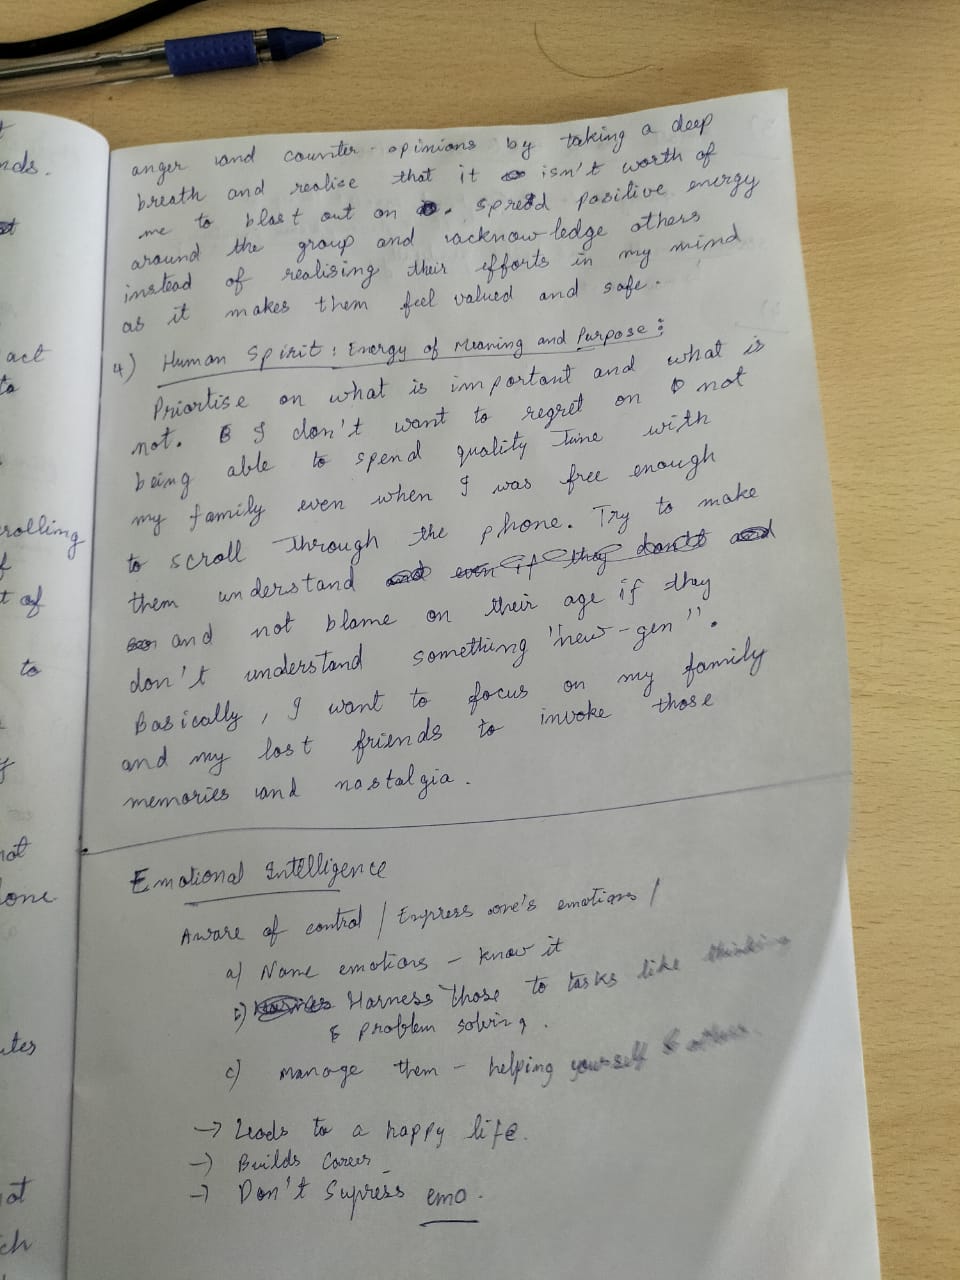 anger and counter-opinions by taking a deep
breath and realise that it isn't worth of
me to blast out on. spread positive energy
around the group and acknowledge others
instead of realising their efforts in my mind
as it makes them feel valued and safe.
4) Human Spirit : Energy of Meaning and Purpose :
Priortise on what is important and what is
not. I don't want to regret on not
being able to spend quality time with
my family even when I was free enough
to scroll through the phone. Try to make
them understand
and not blame on their age if they
don't understand something "new-gen".
Basically, I want to focus on my family
and my lost friends to invoke those
memories and nostalgia.
Emotional Intelligence
Aware of control / Express one's emotions /
a) Name emotions - know it
Harness those to tasks like thinking
& problem solving.
c) manage them - helping yourself & others.
→ Leads to a happy life.
→ Builds Career
→ Don't Supress emo.
nds.
act
to
rolling
t of
to
not
one
utes
ot
ch